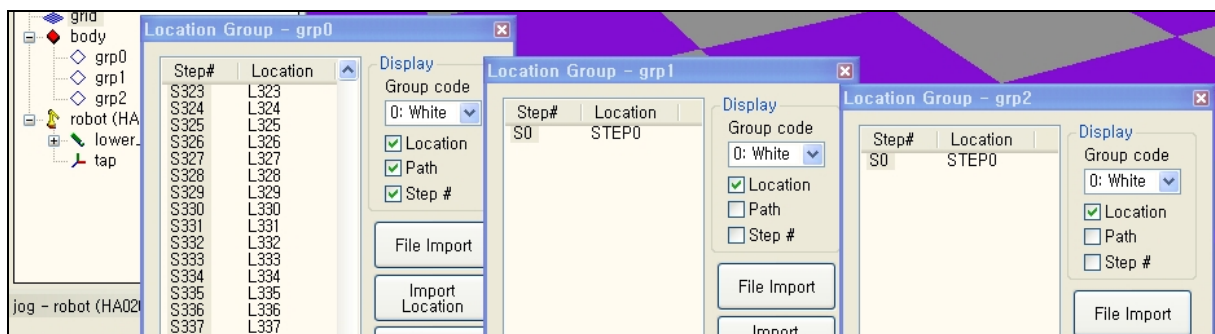 grid
body
grp0
grp1
grp2
robot (HA
lower_
tap
jog - robot (HA02
Location Group - grp0
Step# Location
S323 L323
S324 L324
S325 L325
S326 L326
S327 L327
S328 L328
S329 L329
S330 L330
S331 L331
S332 L332
S333 L333
S334 L334
S335 L335
S336 L336
S337 L337
Display
Group code
0: White
Location
Path
Step #
File Import
Import
Location
Location Group - grp1
Step# Location
S0 STEP0
Display
Group code
0: White
Location
Path
Step #
File Import
Import
Location Group - grp2
Step# Location
S0 STEP0
Display
Group code
0: White
Location
Path
Step #
File Import